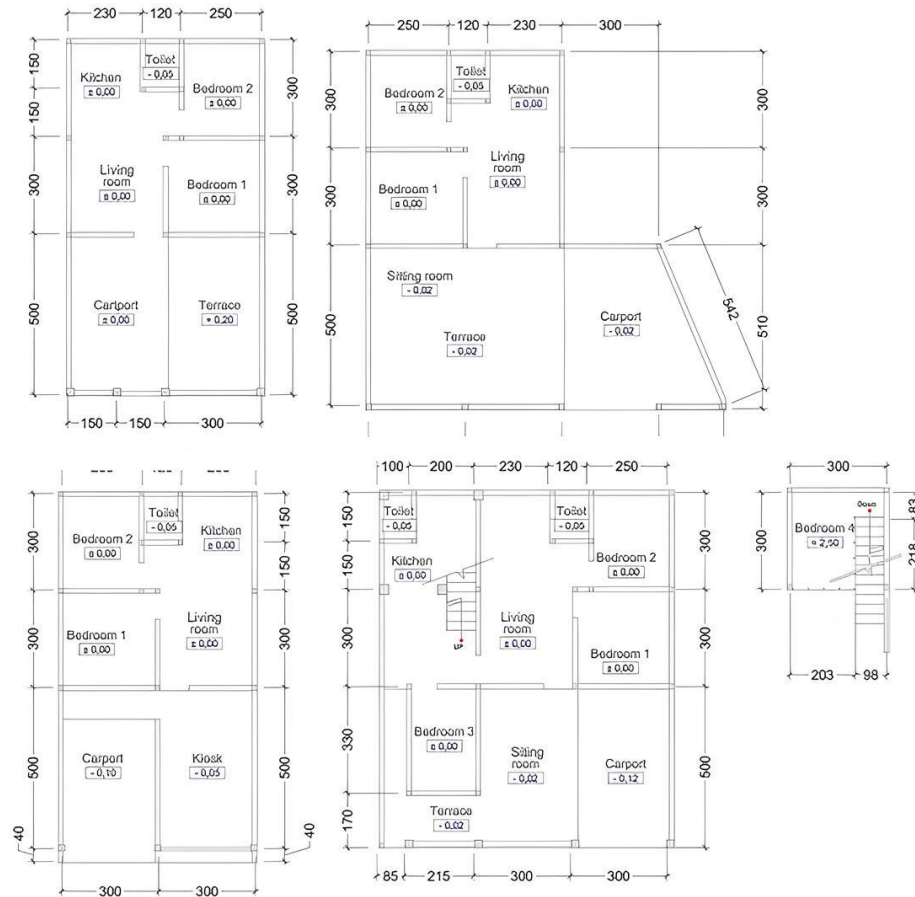 230 120 250
150
150
300
500
300
300
500
Toilet
- 0,05
Kitchen
± 0,00
Bedroom 2
± 0,00
Living
room
± 0,00
Bedroom 1
± 0,00
Cartport
± 0,00
Terrace
+ 0,20
150 150 300
250 120 230 300
300
300
500
300
300
510
542
Toilet
- 0,05
Bedroom 2
± 0,00
Kitchen
± 0,00
Living
room
± 0,00
Bedroom 1
± 0,00
Sitting room
- 0,02
Terrace
- 0,02
Carport
- 0,02
300
300
500
40
150
150
300
500
40
Toilet
- 0,05
Bedroom 2
± 0,00
Kitchen
± 0,00
Living
room
± 0,00
Bedroom 1
± 0,00
Carport
- 0,10
Kiosk
- 0,05
300 300
100 200 230 120 250
150
150
300
330
170
300
300
500
Toilet
- 0,05
Toilet
- 0,05
Kitchen
± 0,00
Bedroom 2
± 0,00
Living
room
± 0,00
UP
Bedroom 1
± 0,00
Bedroom 3
± 0,00
Sitting
room
- 0,02
Carport
- 0,12
Terrace
- 0,02
85 215 300 300
300
300
83
218
Bedroom 4
203 98